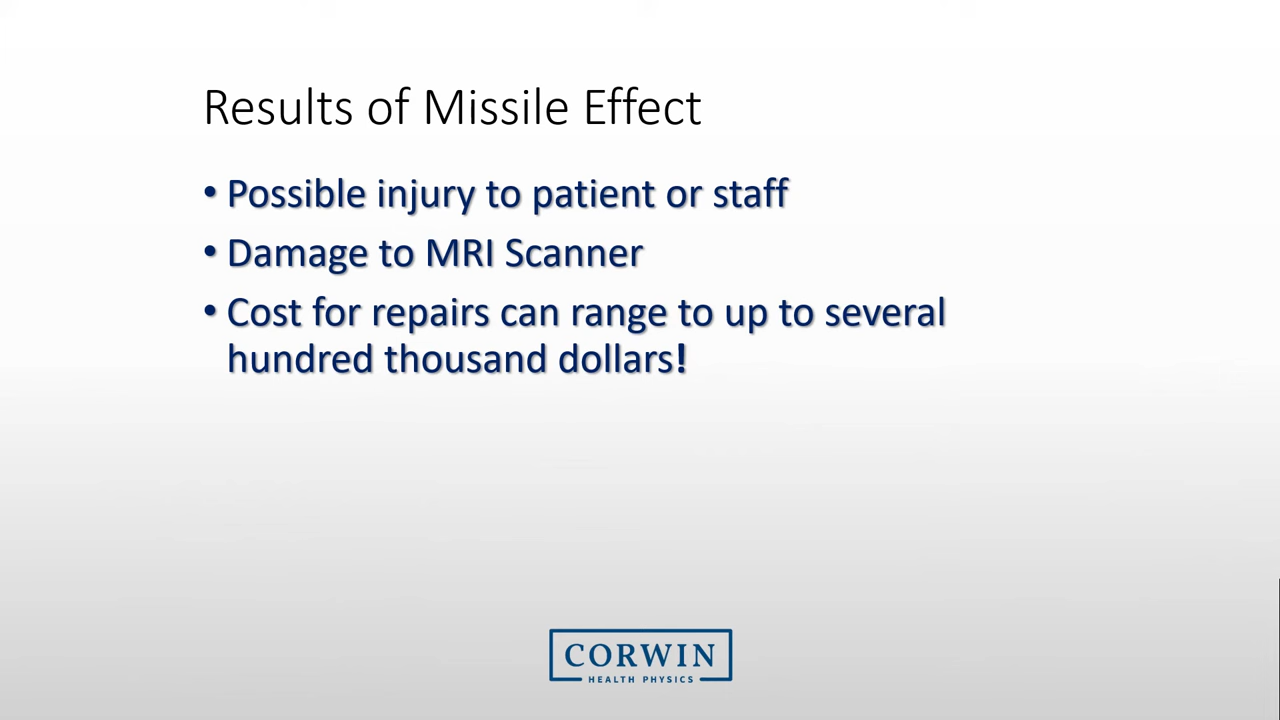 Results of Missile Effect
• Possible injury to patient or staff
• Damage to MRI Scanner
• Cost for repairs can range to up to several
hundred thousand dollars!
CORWIN
HEALTH PHYSICS